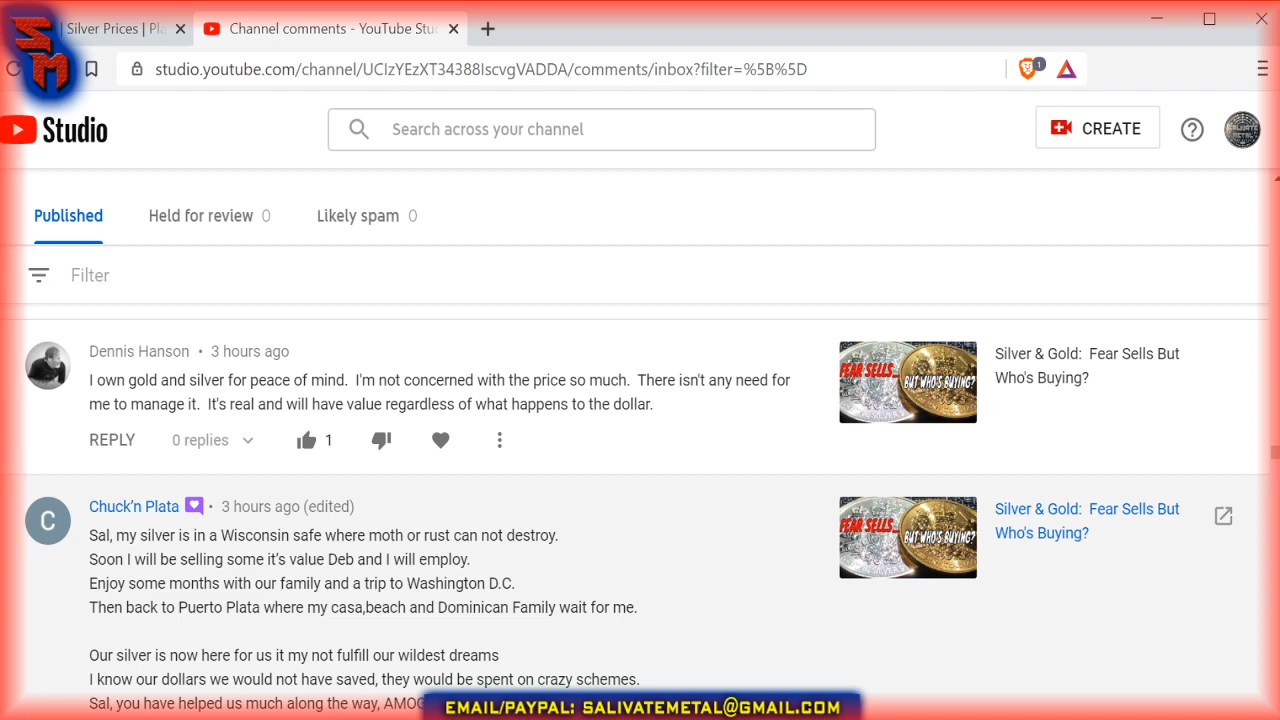 SM
| Silver Prices | Pla
Channel comments - YouTube Stu
studio.youtube.com/channel/UCIzYEzXT34388IscvgVADDA/comments/inbox?filter=%5B%5D
1
Studio
Search across your channel
CREATE
Published
Held for review 0
Likely spam 0
Filter
Dennis Hanson • 3 hours ago
I own gold and silver for peace of mind. I'm not concerned with the price so much. There isn't any need for
me to manage it. It's real and will have value regardless of what happens to the dollar.
REPLY 0 replies 1
FEAR SELLS...
BUT WHO'S BUYING?
Silver & Gold: Fear Sells But
Who's Buying?
C
Chuck’n Plata • 3 hours ago (edited)
Sal, my silver is in a Wisconsin safe where moth or rust can not destroy.
Soon I will be selling some it’s value Deb and I will employ.
Enjoy some months with our family and a trip to Washington D.C.
Then back to Puerto Plata where my casa,beach and Dominican Family wait for me.
Our silver is now here for us it my not fulfill our wildest dreams
I know our dollars we would not have saved, they would be spent on crazy schemes.
Sal, you have helped us much along the way, AMOG
FEAR SELLS...
BUT WHO'S BUYING?
Silver & Gold: Fear Sells But
Who's Buying?
EMAIL/PAYPAL: SALIVATEMETAL@GMAIL.COM